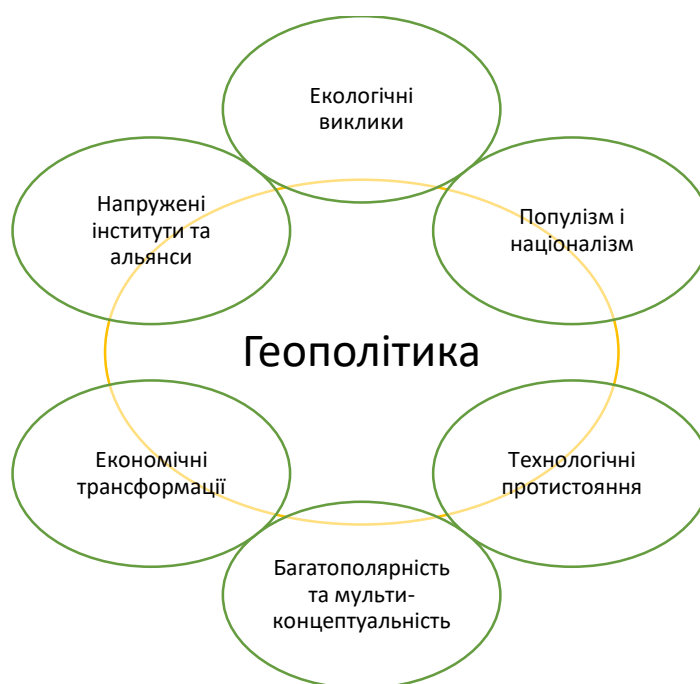 Екологічні
виклики
Напружені
інститути та
альянси
Популізм і
націоналізм
Геополітика
Економічні
трансформації
Технологічні
протистояння
Багатополярність
та мульти-
концептуальність